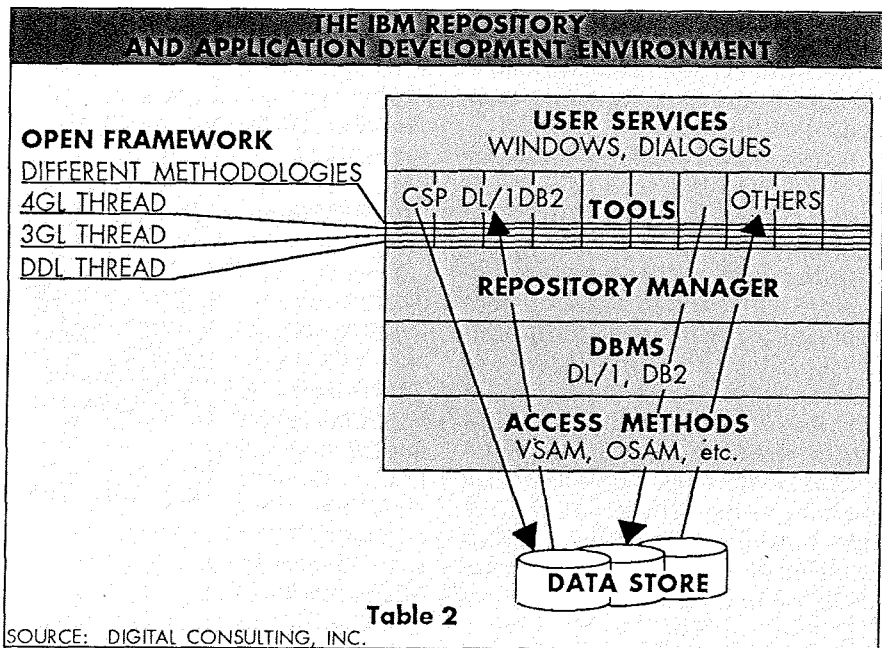 THE IBM REPOSITORY
AND APPLICATION DEVELOPMENT ENVIRONMENT
OPEN FRAMEWORK
DIFFERENT METHODOLOGIES
4GL THREAD
3GL THREAD
DDL THREAD
USER SERVICES
WINDOWS, DIALOGUES
CSP DL/1 DB2 TOOLS OTHERS
REPOSITORY MANAGER
DBMS
DL/1, DB2
ACCESS METHODS
VSAM, OSAM, etc.
DATA STORE
Table 2
SOURCE: DIGITAL CONSULTING, INC.